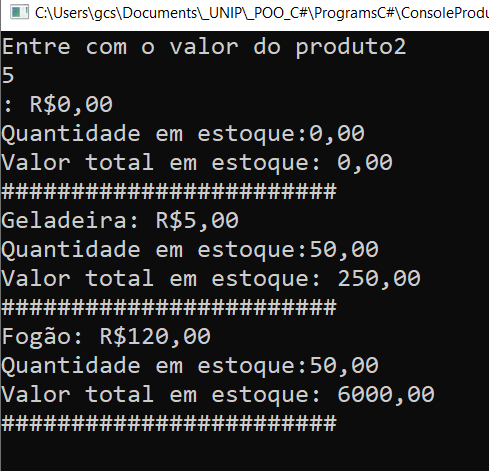 C:\Users\gcs\Documents\_UNIP\_POO_C#\ProgramsC#\ConsoleProdu
Entre com o valor do produto2
5
: R$0,00
Quantidade em estoque:0,00
Valor total em estoque: 0,00
########################
Geladeira: R$5,00
Quantidade em estoque:50,00
Valor total em estoque: 250,00
########################
Fogão: R$120,00
Quantidade em estoque:50,00
Valor total em estoque: 6000,00
########################